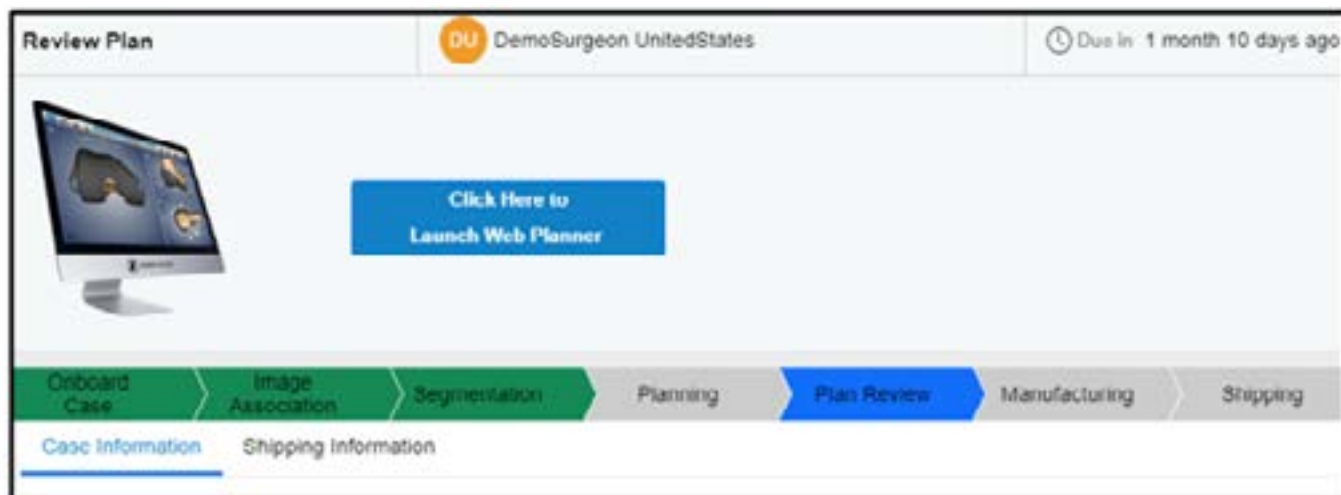 Review Plan
DU DemoSurgeon UnitedStates
Due in 1 month 10 days ago
Click Here to
Launch Web Planner
Onboard
Case
Image
Association
Segmentation
Planning
Plan Review
Manufacturing
Shipping
Case Information
Shipping Information